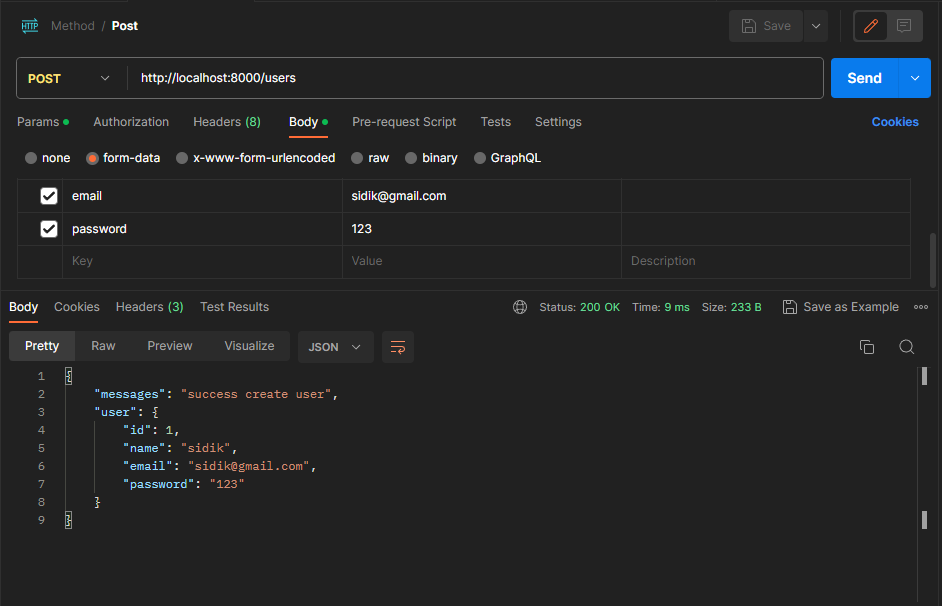 HTTP Method / Post Save
POST http://localhost:8000/users Send
Params Authorization Headers (8) Body Pre-request Script Tests Settings Cookies
none form-data x-www-form-urlencoded raw binary GraphQL
email sidik@gmail.com
password 123
Key Value Description
Body Cookies Headers (3) Test Results Status: 200 OK Time: 9 ms Size: 233 B Save as Example
Pretty Raw Preview Visualize JSON
1 {
2 "messages": "success create user",
3 "user": {
4 "id": 1,
5 "name": "sidik",
6 "email": "sidik@gmail.com",
7 "password": "123"
8 }
9 }